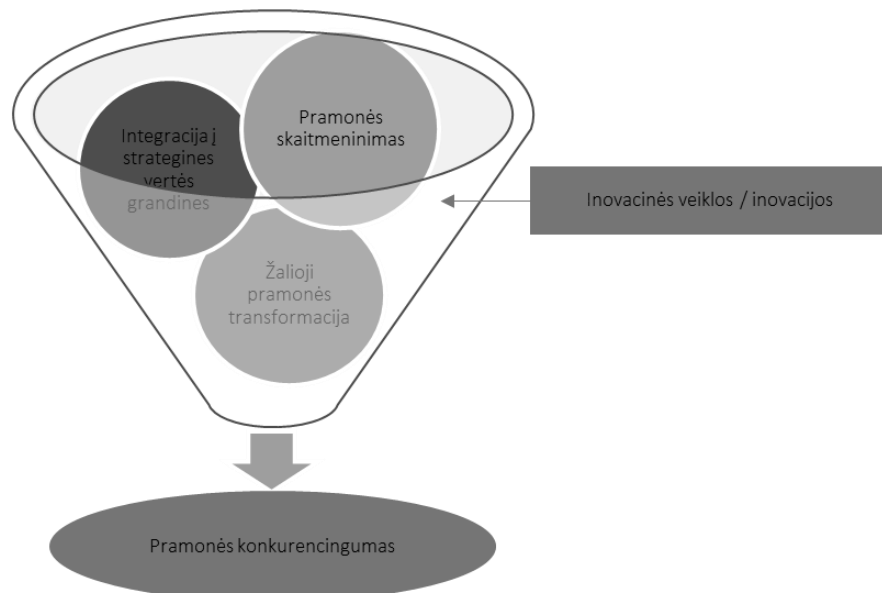 Integracija į
strategines
vertės
grandines
Pramonės
skaitmeninimas
Inovacinės veiklos / inovacijos
Žalioji
pramonės
transformacija
Pramonės konkurencingumas